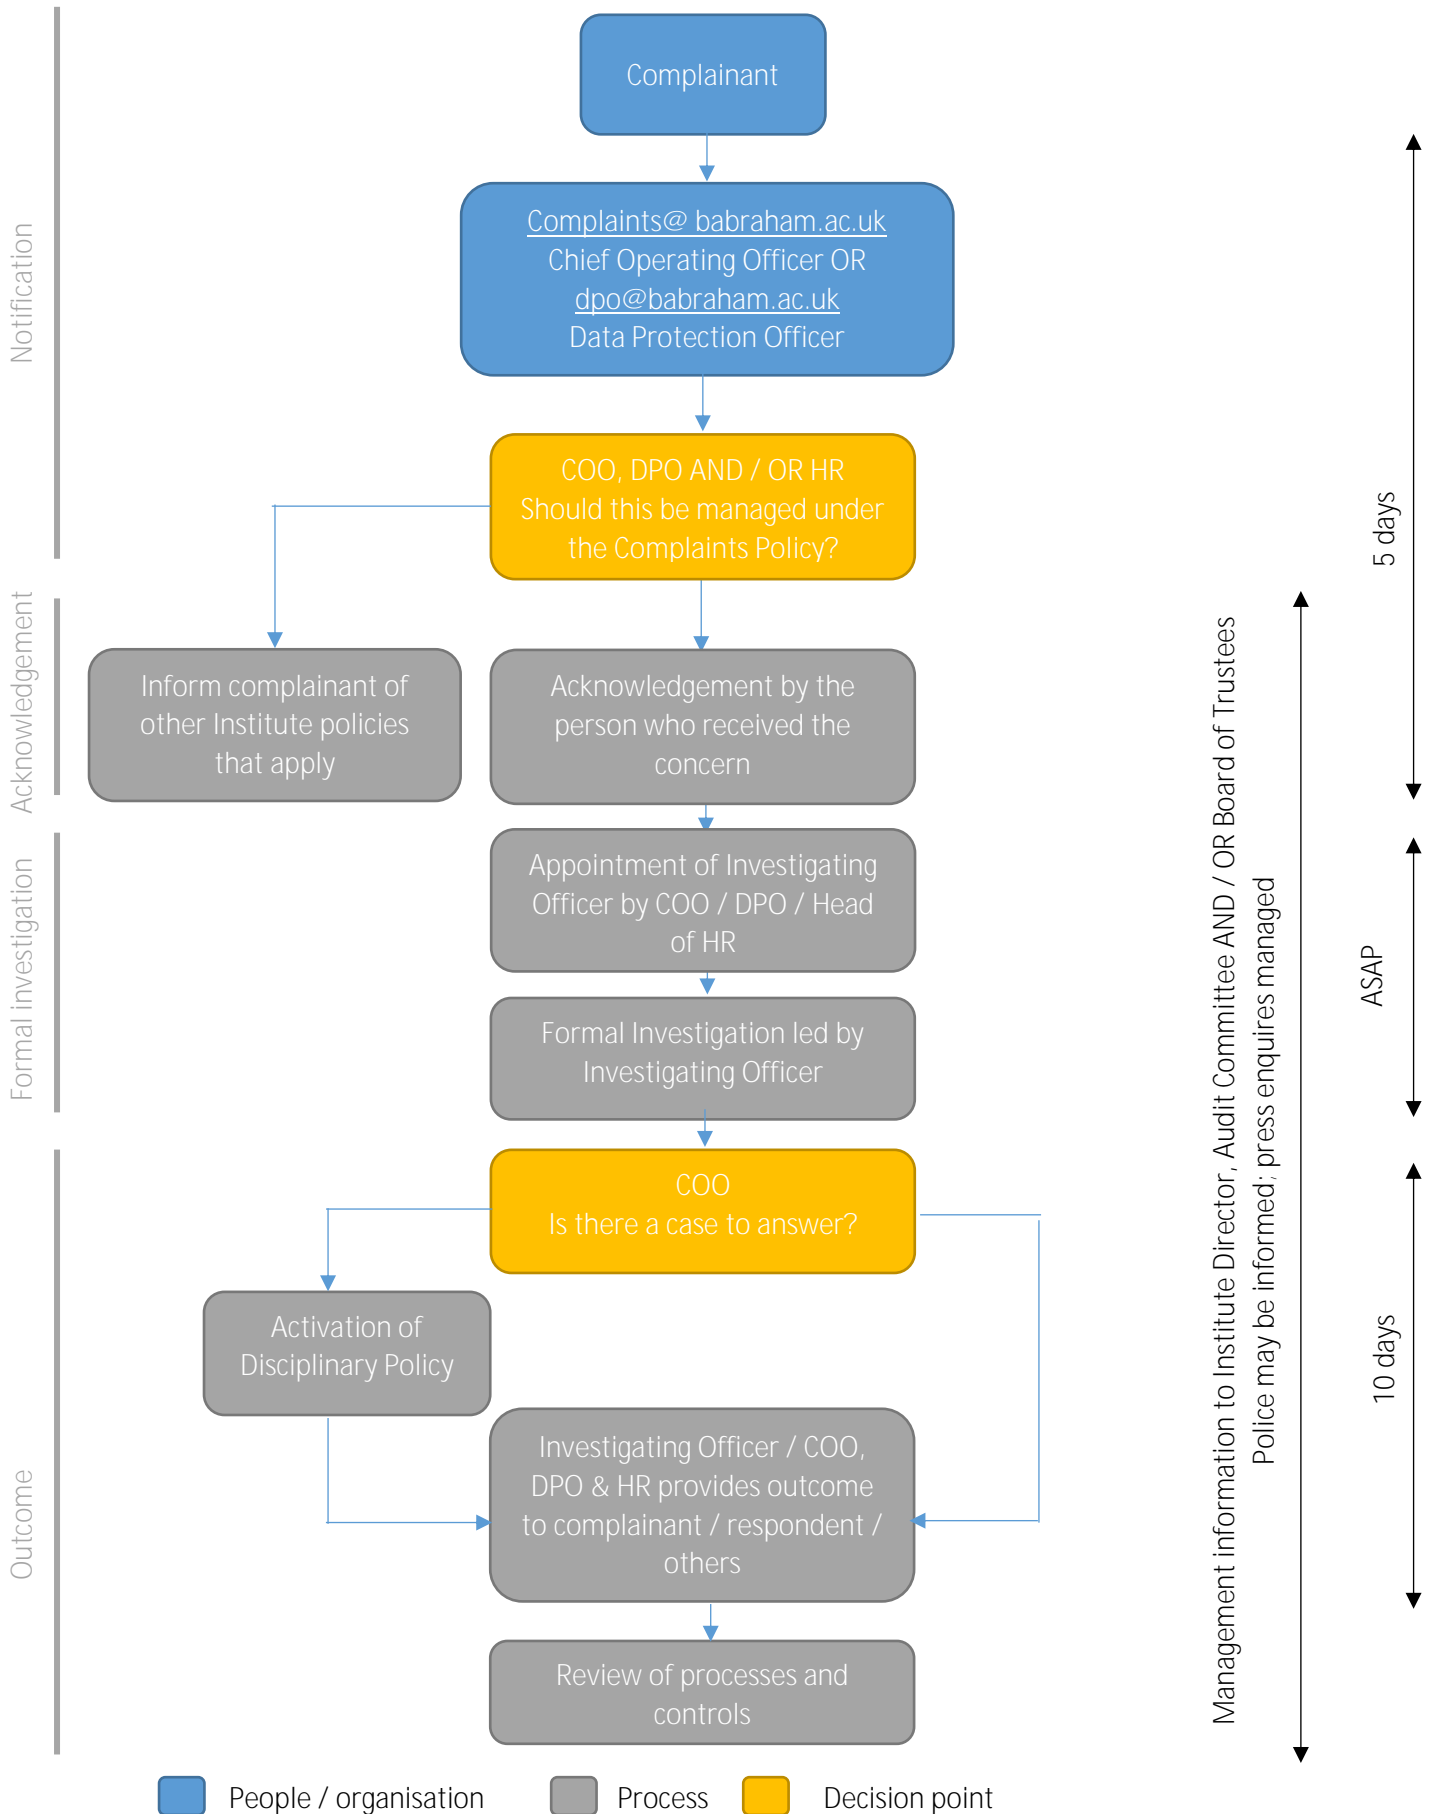 Notification
Complainant
Complaints@ babraham.ac.uk
Chief Operating Officer OR
dpo@babraham.ac.uk
Data Protection Officer
COO, DPO AND / OR HR
Should this be managed under
the Complaints Policy?
5 days
Acknowledgement
Inform complainant of
other Institute policies
that apply
Acknowledgement by the
person who received the
concern
Formal investigation
Appointment of Investigating
Officer by COO / DPO / Head
of HR
Formal Investigation led by
Investigating Officer
ASAP
Management information to Institute Director, Audit Committee AND / OR Board of Trustees
Police may be informed; press enquires managed
Outcome
COO
Is there a case to answer?
Activation of
Disciplinary Policy
Investigating Officer / COO,
DPO & HR provides outcome
to complainant / respondent /
others
10 days
Review of processes and
controls
People / organisation
Process
Decision point